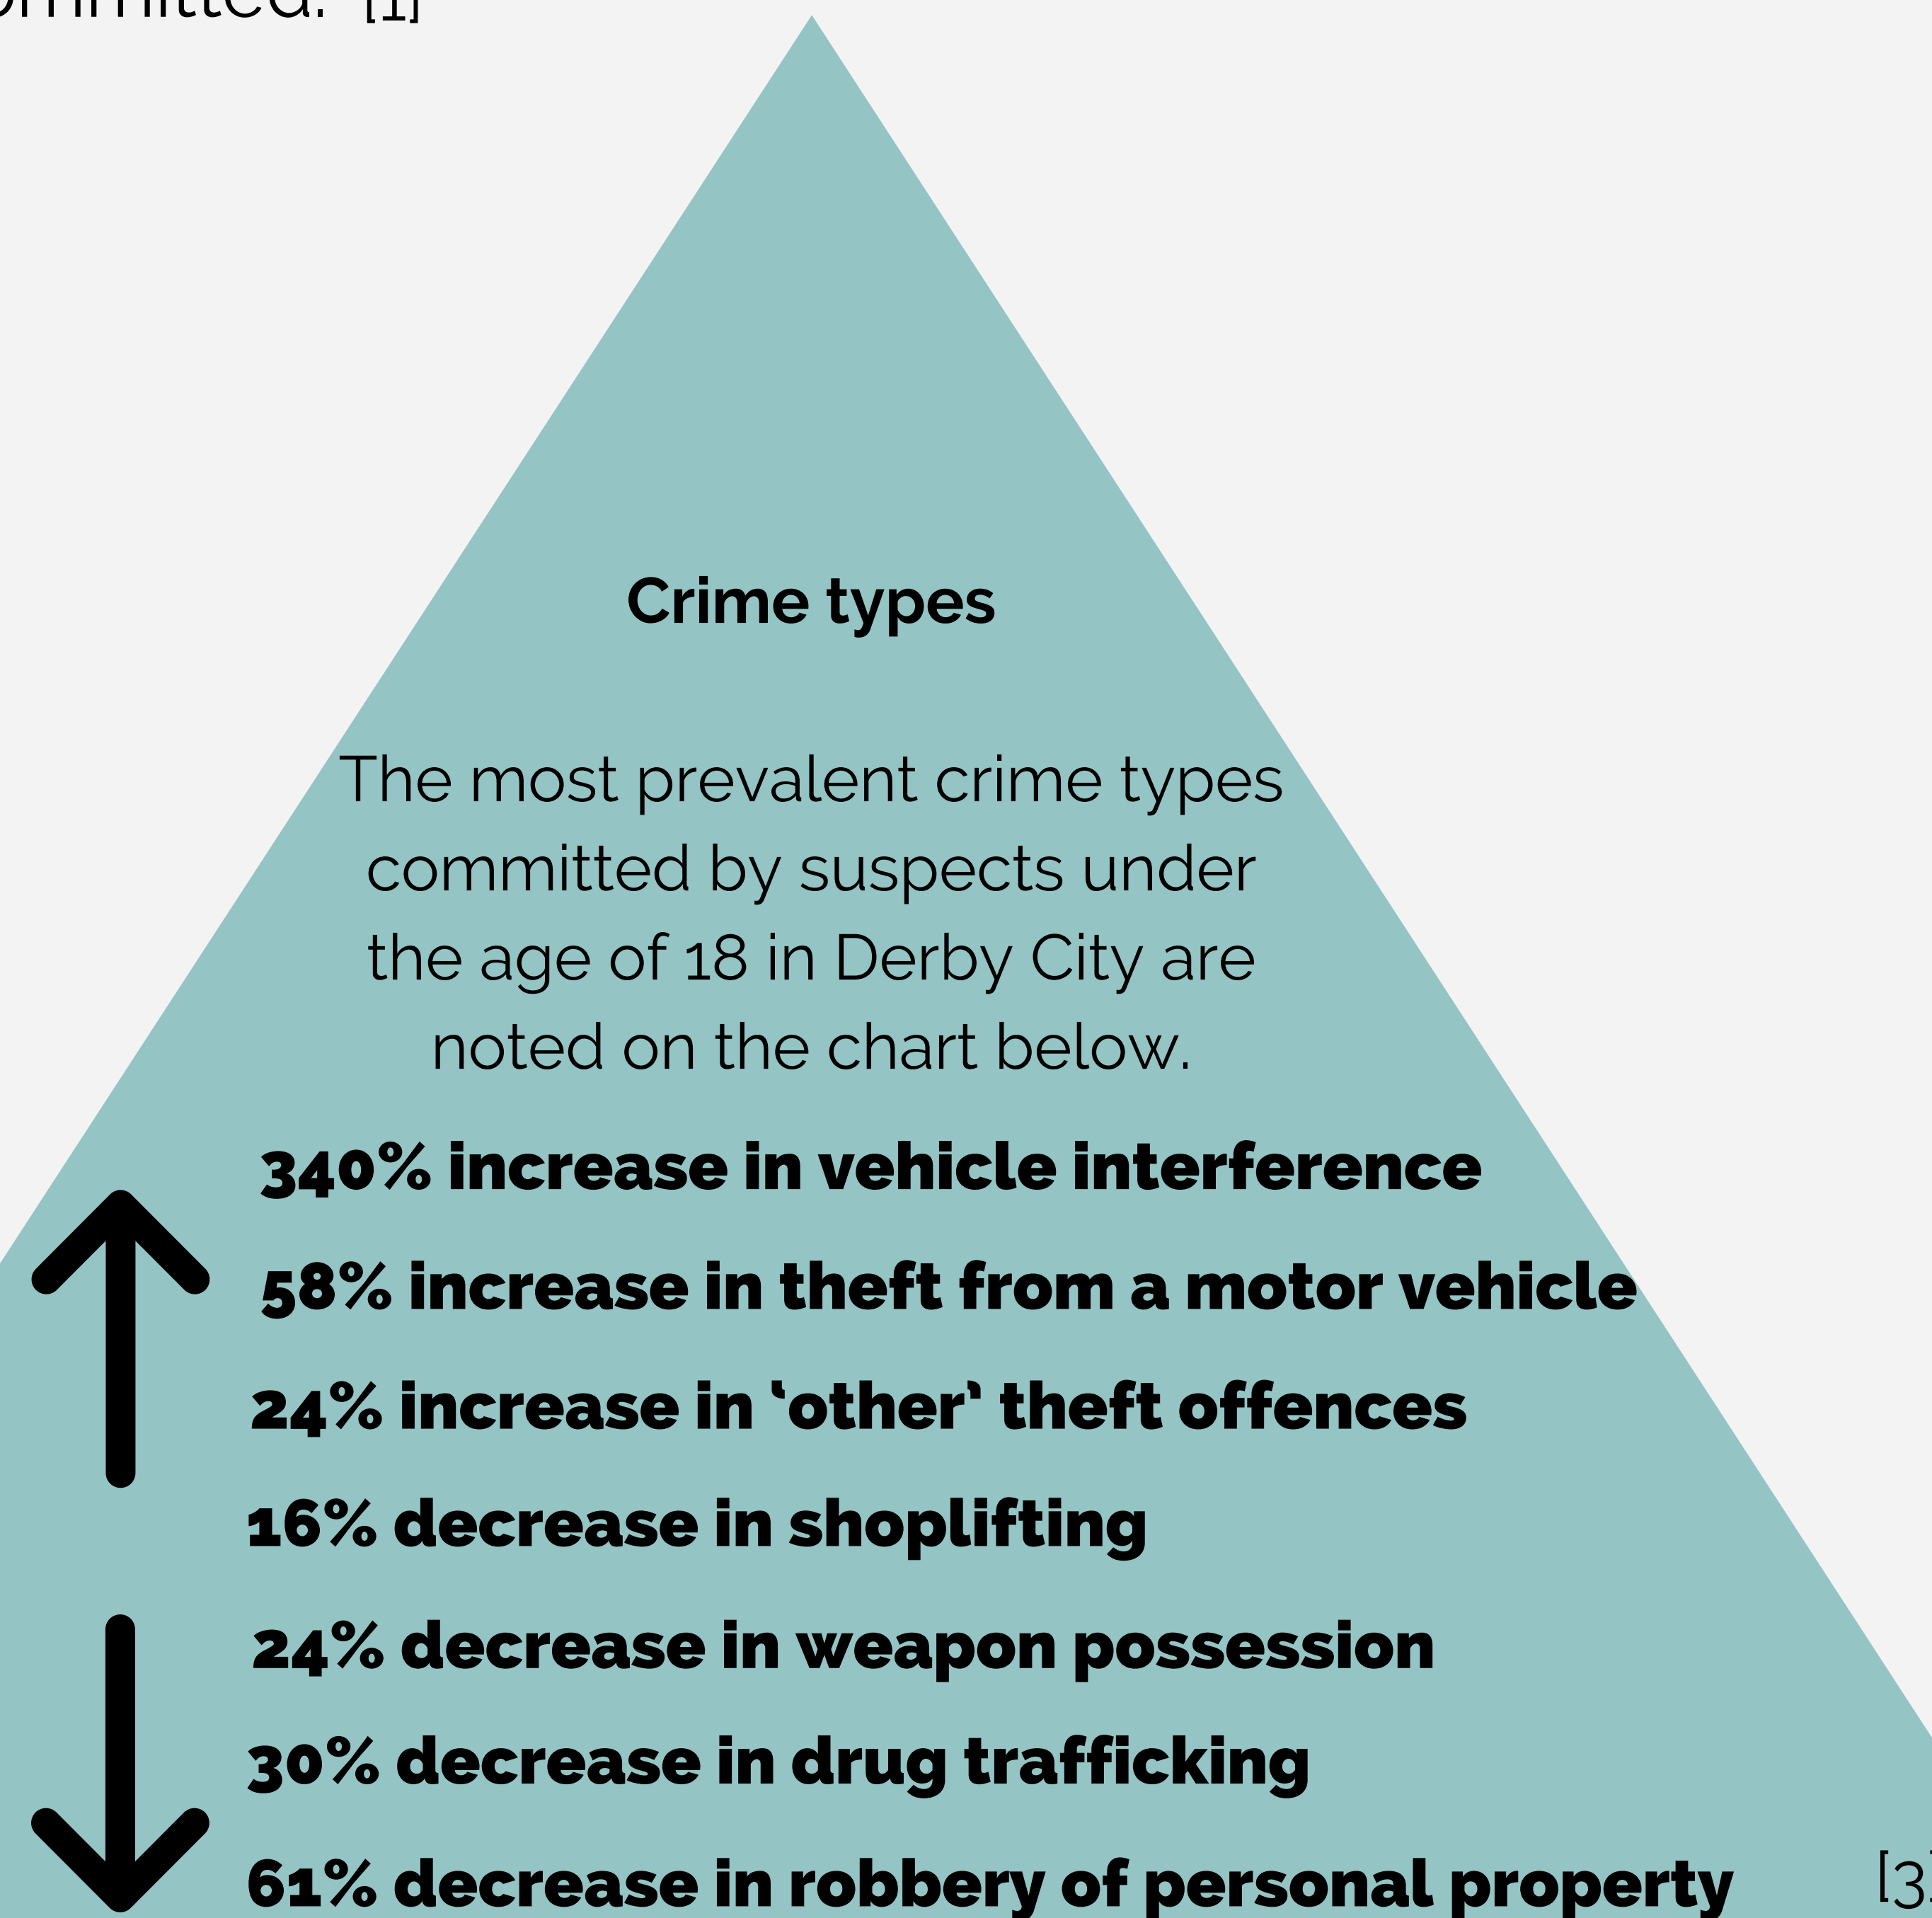 [1]
Crime types
The most prevalent crime types
committed by suspects under
the age of 18 in Derby City are
noted on the chart below.
340% increase in vehicle interference
58% increase in theft from a motor vehicle
24% increase in ‘other’ theft offences
16% decrease in shoplifting
24% decrease in weapon possession
30% decrease in drug trafficking
61% decrease in robbery of personal property
[3]